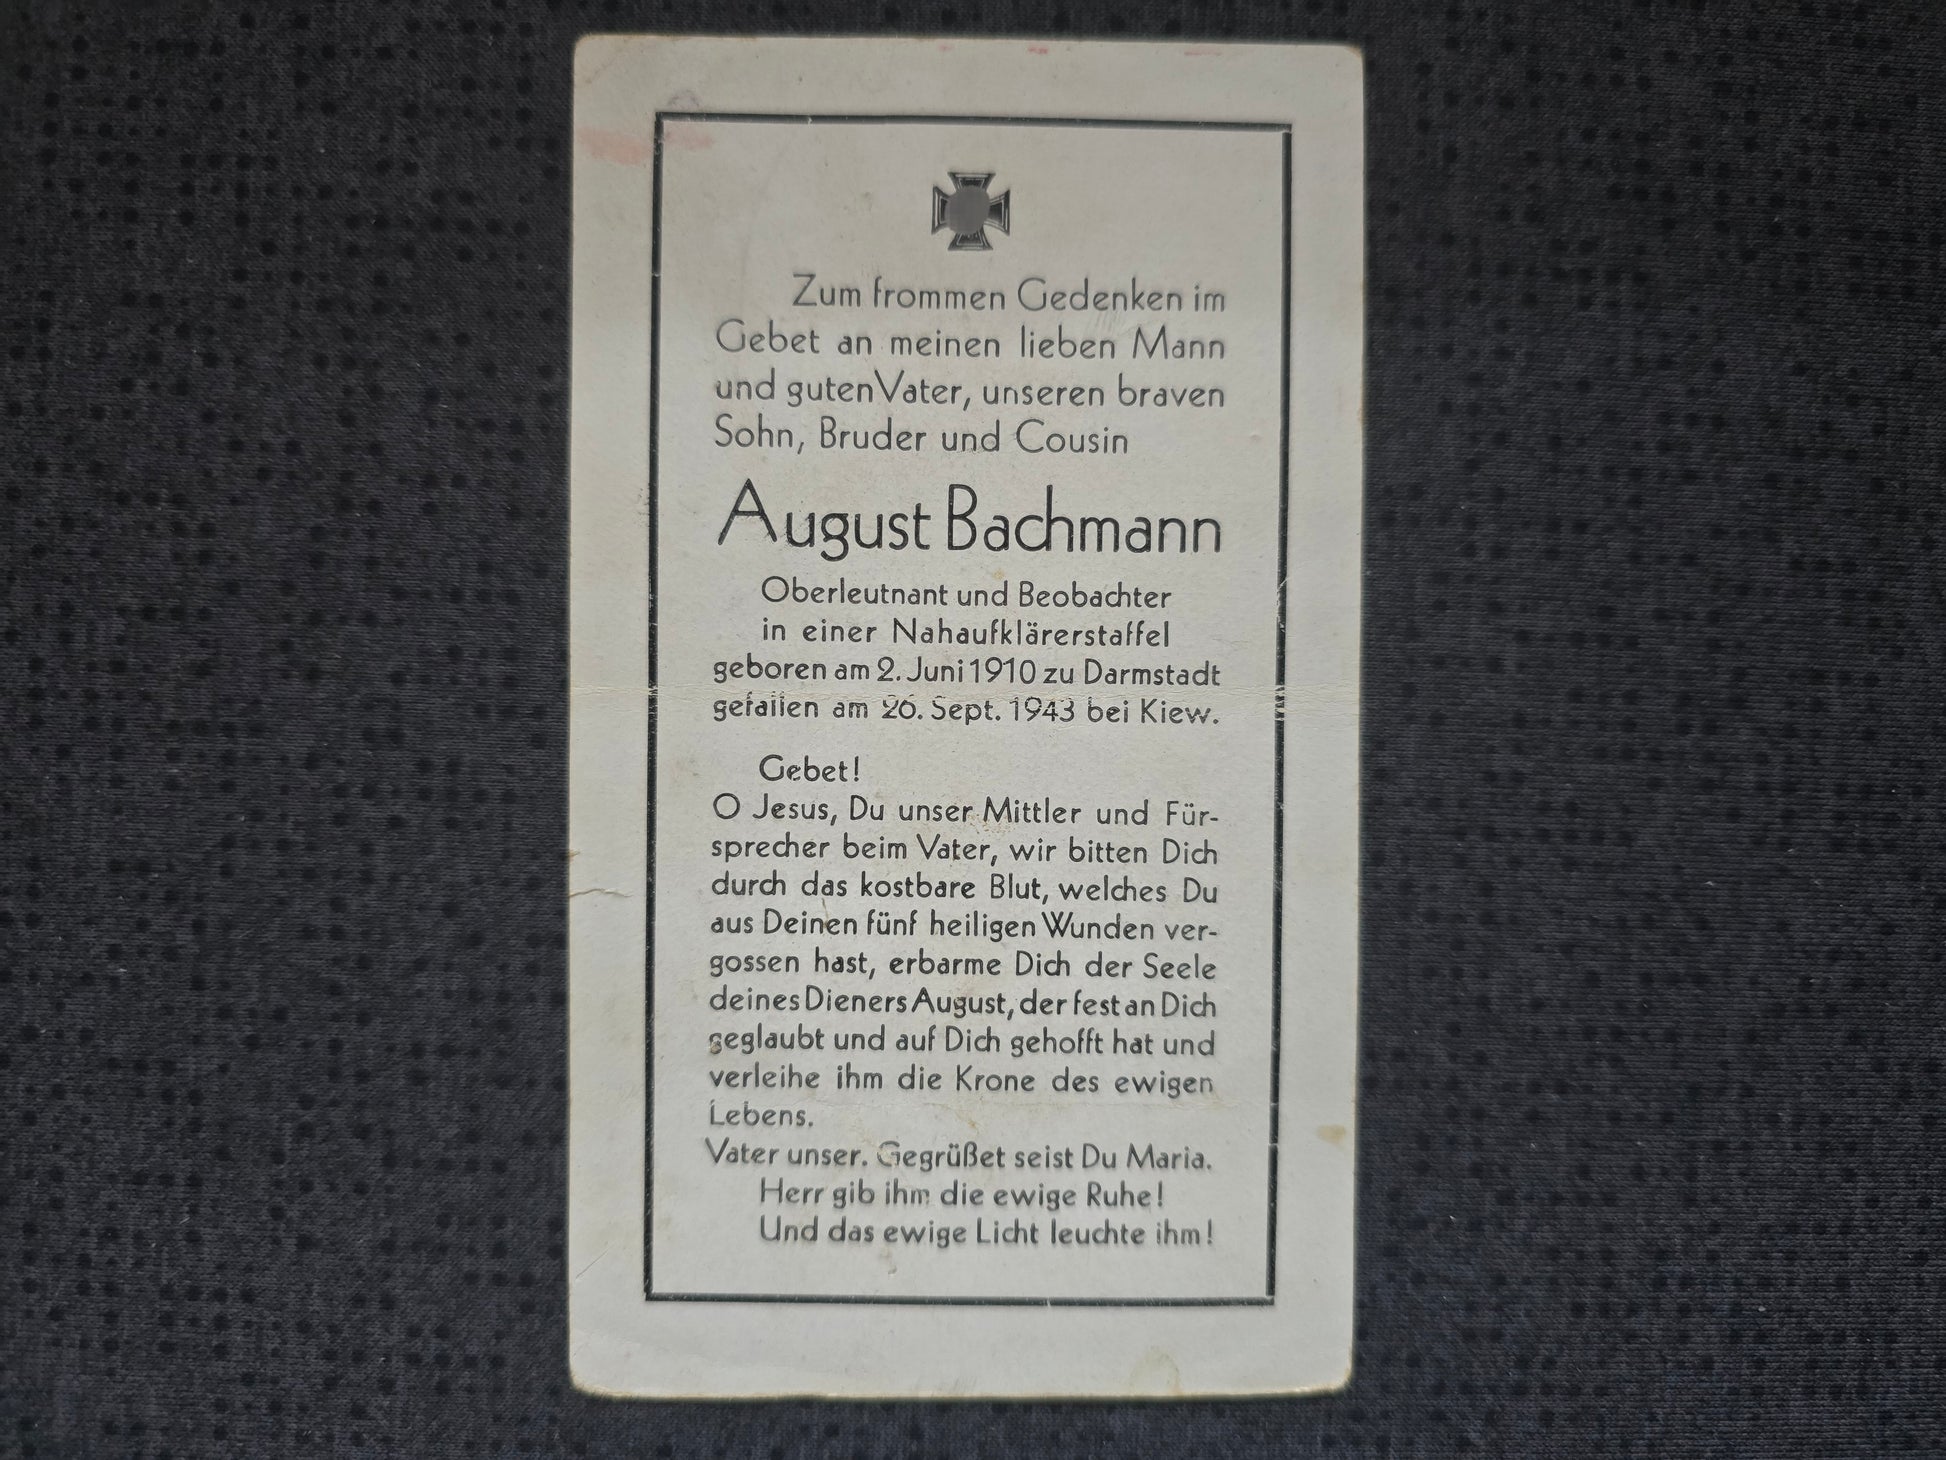 Zum frommen Gedenken im
Gebet an meinen lieben Mann
und guten Vater, unseren braven
Sohn, Bruder und Cousin
August Bachmann
Oberleutnant und Beobachter
in einer Nahaufklärerstaffel
geboren am 2. Juni 1910 zu Darmstadt
gefallen am 26. Sept. 1943 bei Kiew.
Gebet!
O Jesus, Du unser Mittler und Für-
sprecher beim Vater, wir bitten Dich
durch das kostbare Blut, welches Du
aus Deinen fünf heiligen Wunden ver-
gossen hast, erbarme Dich der Seele
deines Dieners August, der fest an Dich
geglaubt und auf Dich gehofft hat und
verleihe ihm die Krone des ewigen
Lebens.
Vater unser. Gegrüßet seist Du Maria.
Herr gib ihm die ewige Ruhe!
Und das ewige Licht leuchte ihm!